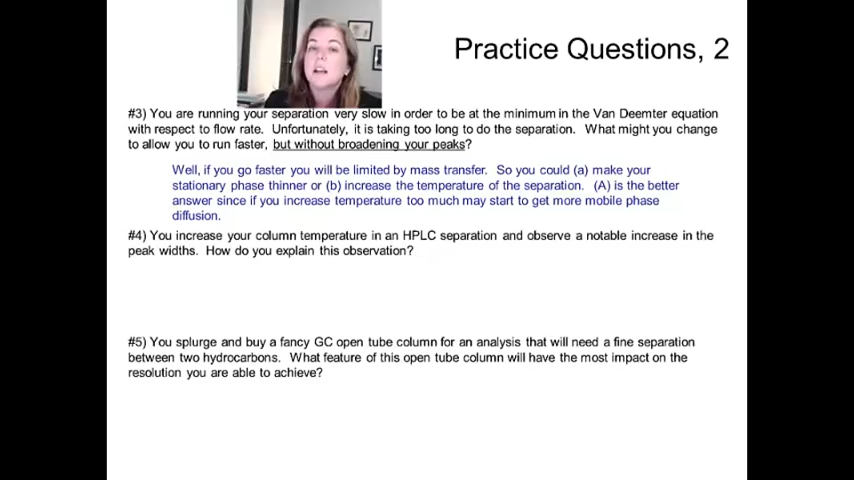 Practice Questions, 2
#3) You are running your separation very slow in order to be at the minimum in the Van Deemter equation
with respect to flow rate. Unfortunately, it is taking too long to do the separation. What might you change
to allow you to run faster, but without broadening your peaks?
Well, if you go faster you will be limited by mass transfer. So you could (a) make your
stationary phase thinner or (b) increase the temperature of the separation. (A) is the better
answer since if you increase temperature too much may start to get more mobile phase
diffusion.
#4) You increase your column temperature in an HPLC separation and observe a notable increase in the
peak widths. How do you explain this observation?
#5) You splurge and buy a fancy GC open tube column for an analysis that will need a fine separation
between two hydrocarbons. What feature of this open tube column will have the most impact on the
resolution you are able to achieve?